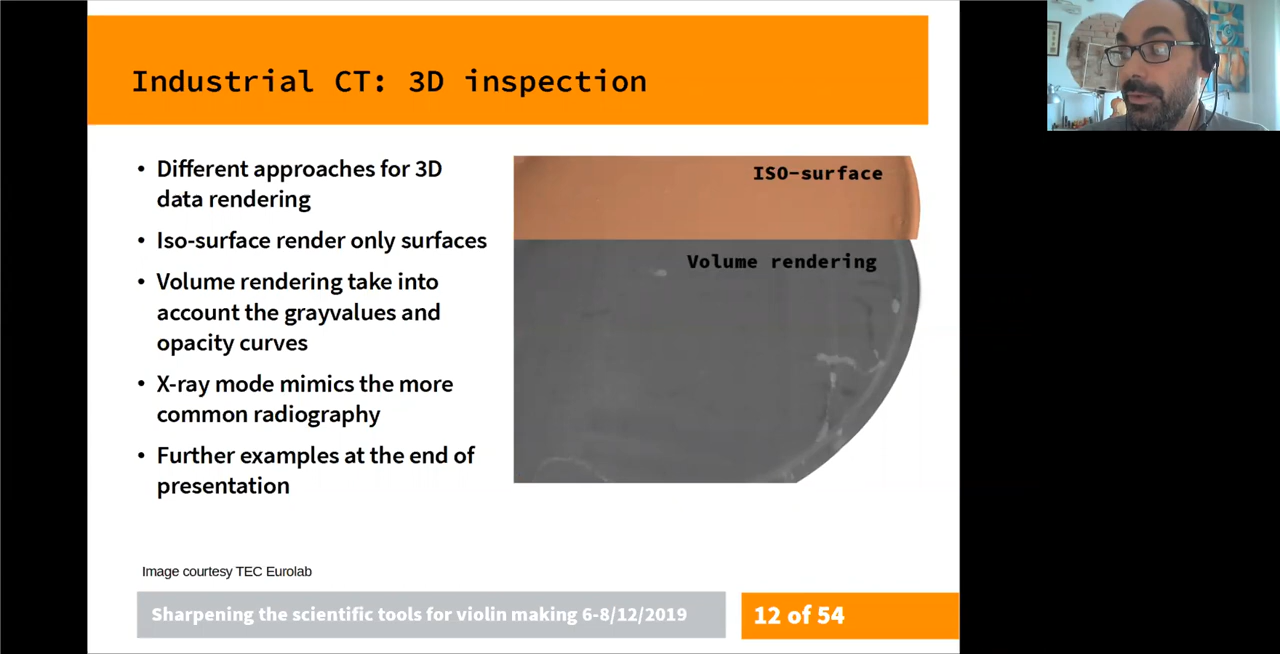 Industrial CT: 3D inspection
• Different approaches for 3D
data rendering
• Iso-surface render only surfaces
• Volume rendering take into
account the grayvalues and
opacity curves
• X-ray mode mimics the more
common radiography
• Further examples at the end of
presentation
ISO-surface
Volume rendering
Image courtesy TEC Eurolab
Sharpening the scientific tools for violin making 6-8/12/2019
12 of 54